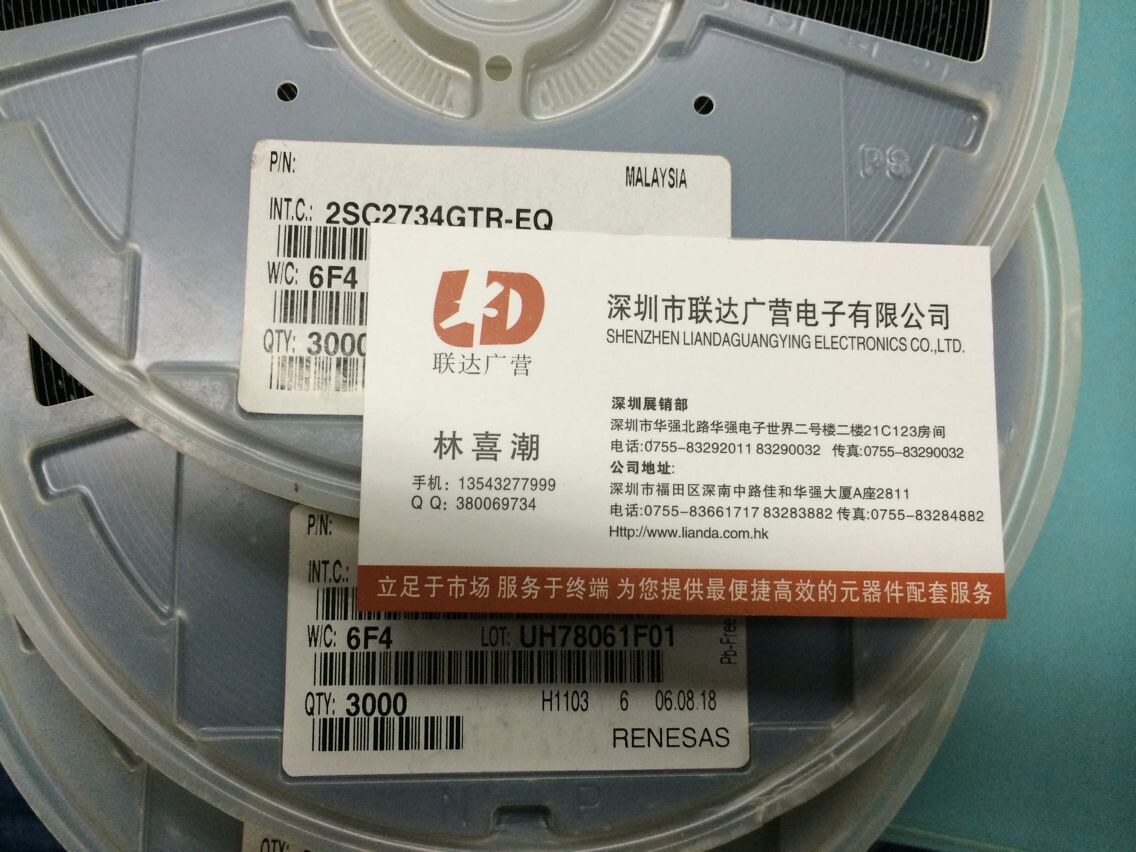 PS
P/N:
MALAYSIA
INT.C.: 2SC2734GTR-EQ
W/C: 6F4
QTY: 3000
LD
联达广营
深圳市联达广营电子有限公司
SHENZHEN LIANDAGUANGYING ELECTRONICS CO.,LTD.
林喜潮
手机: 13543277999
Q Q: 380069734
深圳展销部
深圳市华强北路华强电子世界二号楼二楼21C123房间
电话:0755-83292011 83290032 传真:0755-83290032
公司地址:
深圳市福田区深南中路佳和华强大厦A座2811
电话:0755-83661717 83283882 传真:0755-83284882
Http://www.lianda.com.hk
立足于市场 服务于终端 为您提供最便捷高效的元器件配套服务
P/N:
INT.C.:
W/C: 6F4 LOT: UH78061F01
Pb-Free
QTY: 3000 H1103 6 06.08.18
RENESAS
N P
QTY: